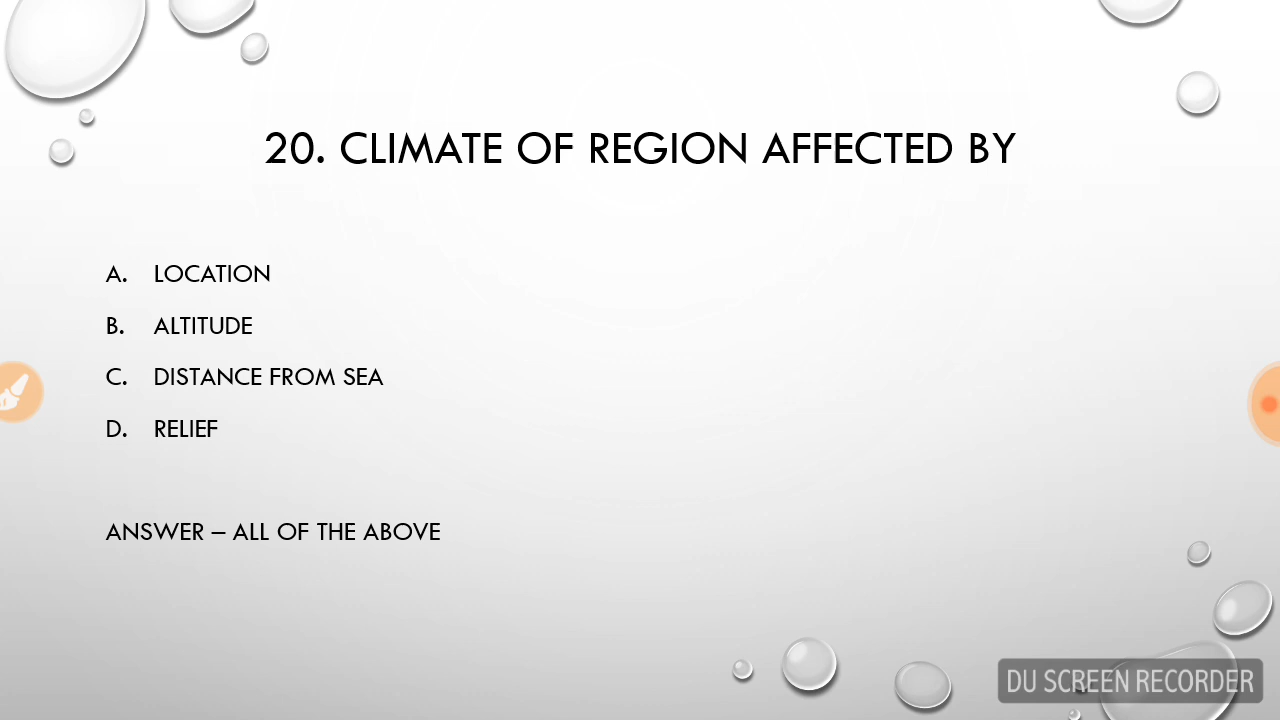 20. CLIMATE OF REGION AFFECTED BY
A. LOCATION
B. ALTITUDE
C. DISTANCE FROM SEA
D. RELIEF
ANSWER – ALL OF THE ABOVE
DU SCREEN RECORDER